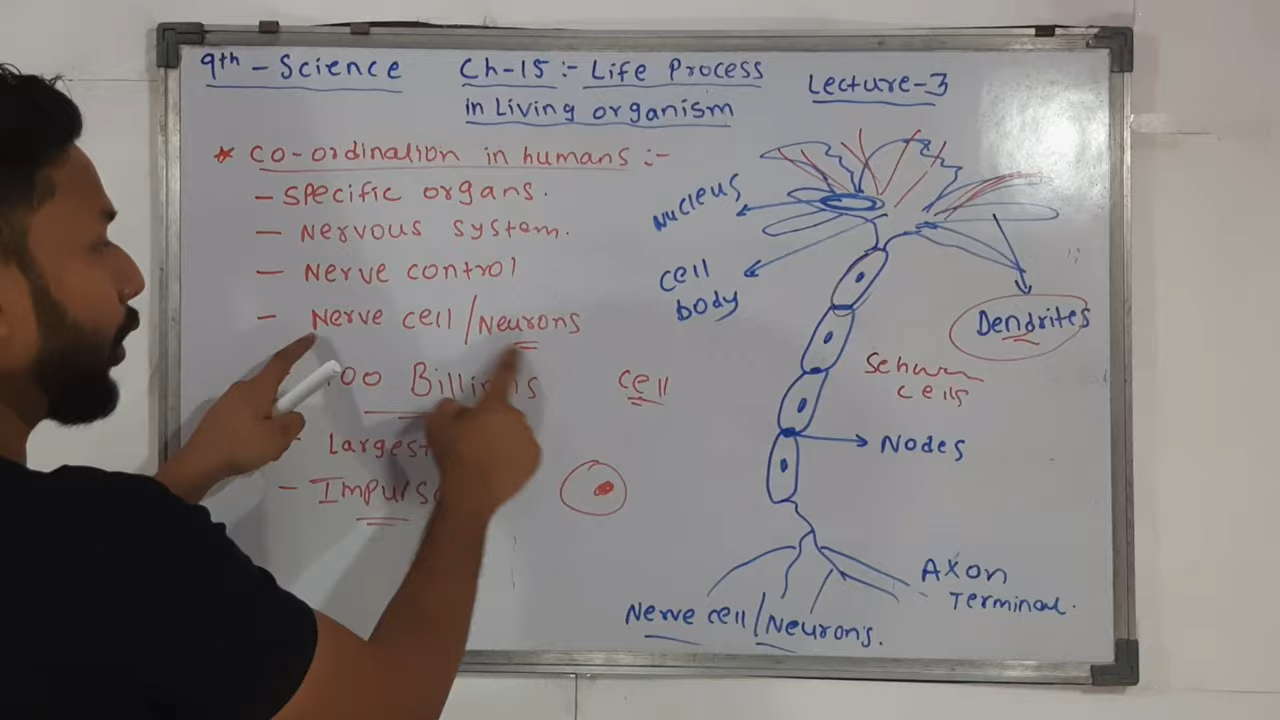 9th - Science
Ch-15 :- Life Process
in Living organism
Lecture-3
* Co-ordination in humans :-
- Specific organs.
- Nervous system.
- Nerve control
- Nerve cell / Neurons
100 Billions
cell
- Largest
- Impuls
Nucleus
cell
body
Dendrites
cells
Nodes
Axon
Terminal.
Nerve cell / Neurons.